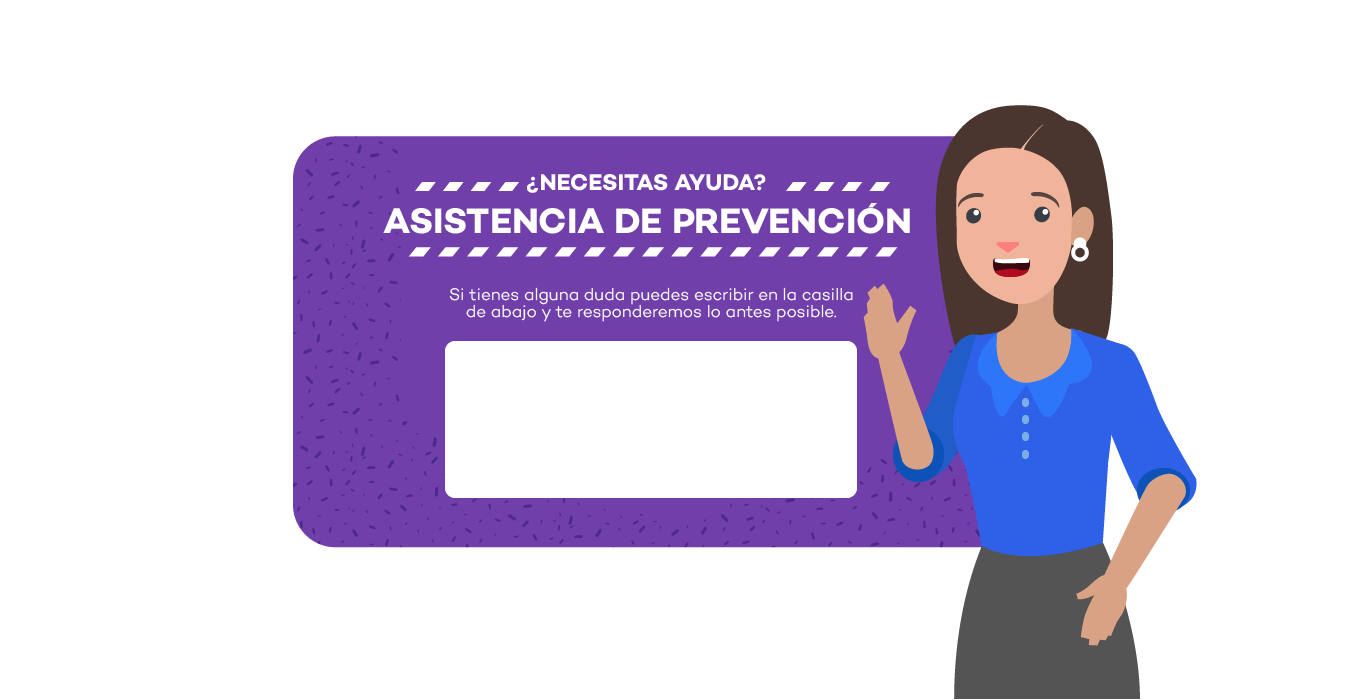 ¿NECESITAS AYUDA?
ASISTENCIA DE PREVENCIÓN
Si tienes alguna duda puedes escribir en la casilla
de abajo y te responderemos lo antes posible.